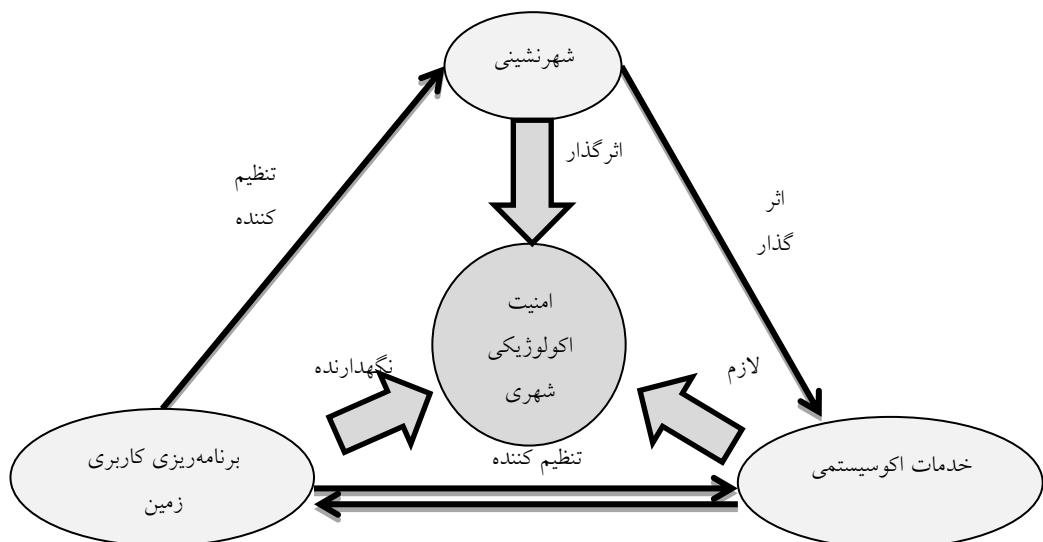 شهرنشینی
اثرگذار
تنظیم
کننده
اثر
گذار
امنیت
اکولوژیکی
شهری
نگهدارنده
لازم
تنظیم کننده
برنامه‌ریزی کاربری
زمین
خدمات اکوسیستمی